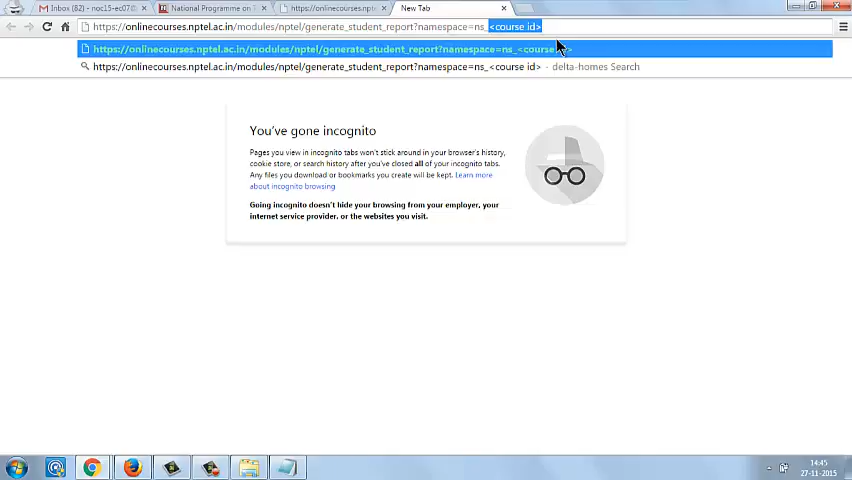 Inbox (82) - noc15-ec07@
National Programme on T
https://onlinecourses.npt
New Tab
https://onlinecourses.nptel.ac.in/modules/nptel/generate_student_report?namespace=ns_<course id>
https://onlinecourses.nptel.ac.in/modules/nptel/generate_student_report?namespace=ns_<course
https://onlinecourses.nptel.ac.in/modules/nptel/generate_student_report?namespace=ns_<course id> - delta-homes Search
You've gone incognito
Pages you view in incognito tabs won't stick around in your browser's history,
cookie store, or search history after you've closed all of your incognito tabs.
Any files you download or bookmarks you create will be kept. Learn more
about incognito browsing
Going incognito doesn't hide your browsing from your employer, your
internet service provider, or the websites you visit.
14:45
27-11-2015